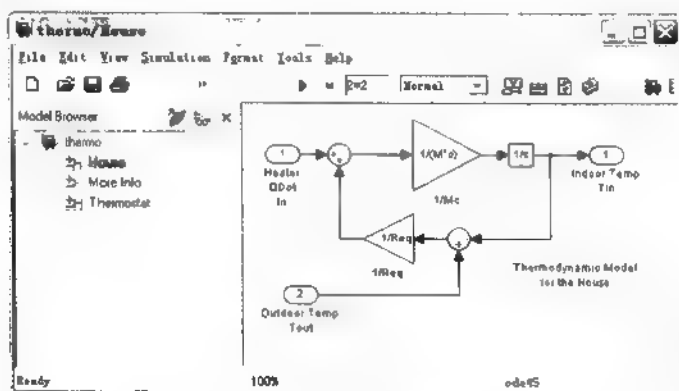 thermo/House
File Edit View Simulation Format Tools Help
Normal
Model Browser
thermo
House
More Info
Thermostat
1
Heater
QDot
In
1/(M*c)
1/Mc
1/s
1
Indoor Temp
Tin
1/Req
1/Req
2
Outdoor Temp
Tout
Thermodynamic Model
for the House
Ready
100%
ode45